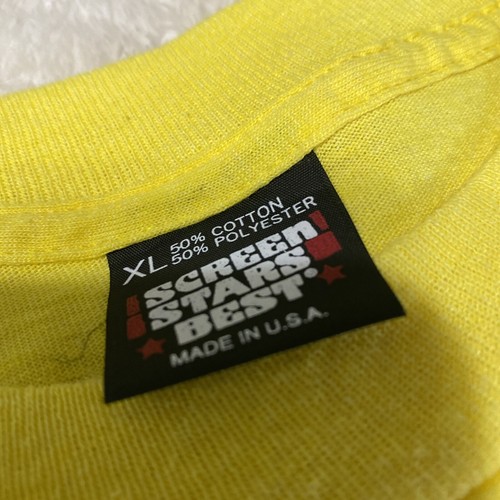 XL 50% COTTON
50% POLYESTER
SCREEN
STARS
BEST.
MADE IN U.S.A.